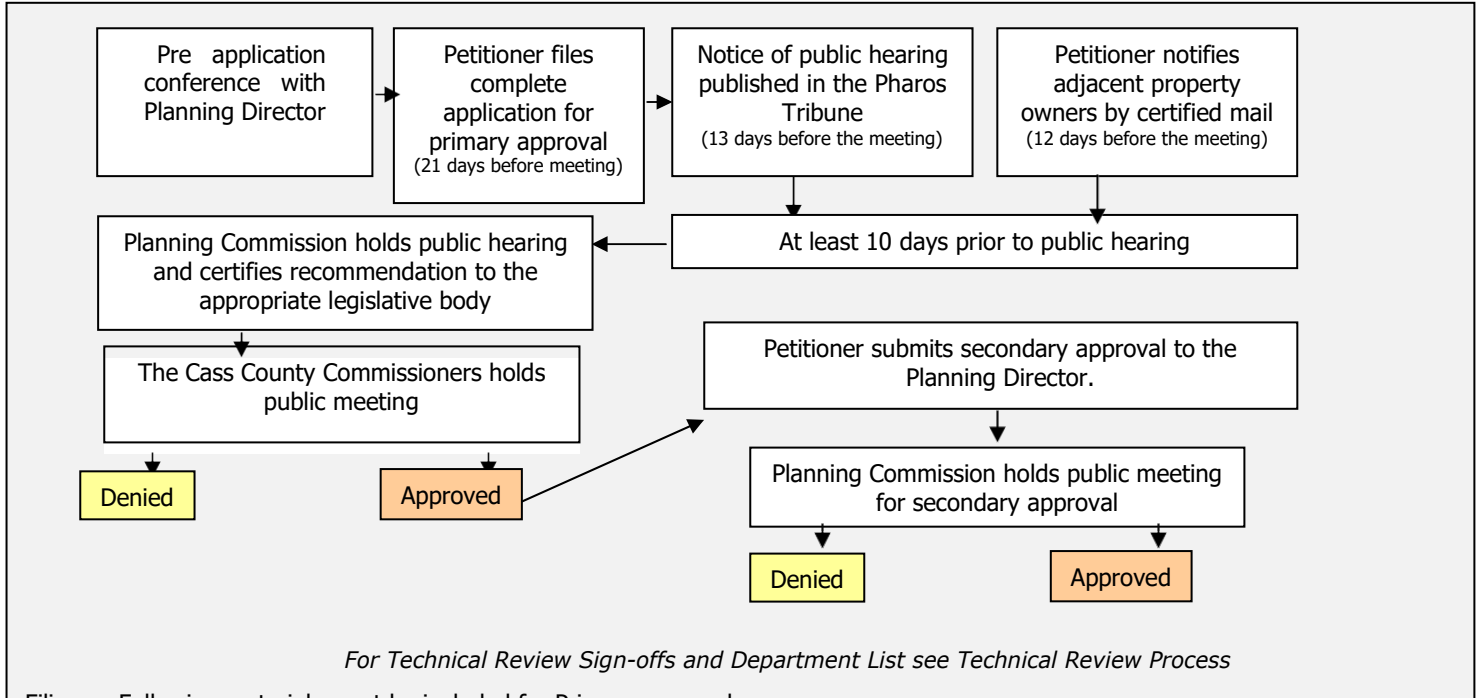 Pre application
conference with
Planning Director
Petitioner files
complete
application for
primary approval
(21 days before meeting)
Notice of public hearing
published in the Pharos
Tribune
(13 days before the meeting)
Petitioner notifies
adjacent property
owners by certified mail
(12 days before the meeting)
At least 10 days prior to public hearing
Planning Commission holds public hearing
and certifies recommendation to the
appropriate legislative body
The Cass County Commissioners holds
public meeting
Denied
Approved
Petitioner submits secondary approval to the
Planning Director.
Planning Commission holds public meeting
for secondary approval
Denied
Approved
For Technical Review Sign-offs and Department List see Technical Review Process